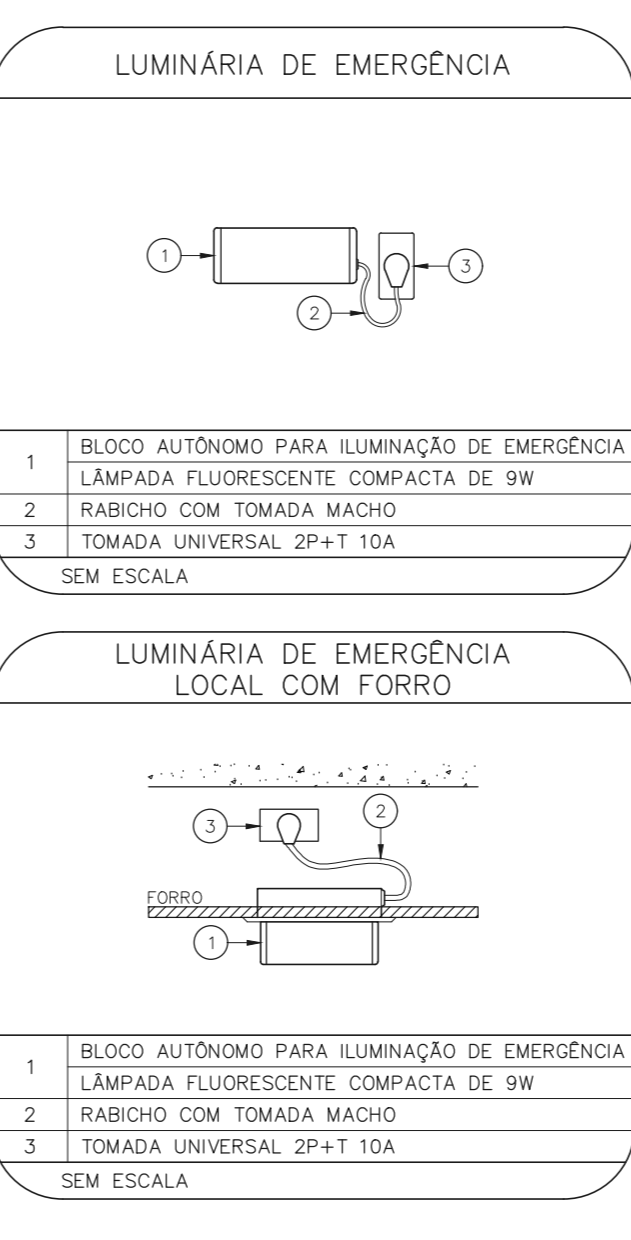 LUMINÁRIA DE EMERGÊNCIA
1
3
2
1 BLOCO AUTÔNOMO PARA ILUMINAÇÃO DE EMERGÊNCIA
LÂMPADA FLUORESCENTE COMPACTA DE 9W
2 RABICHO COM TOMADA MACHO
3 TOMADA UNIVERSAL 2P+T 10A
SEM ESCALA
LUMINÁRIA DE EMERGÊNCIA
LOCAL COM FORRO
2
3
FORRO
1
1 BLOCO AUTÔNOMO PARA ILUMINAÇÃO DE EMERGÊNCIA
LÂMPADA FLUORESCENTE COMPACTA DE 9W
2 RABICHO COM TOMADA MACHO
3 TOMADA UNIVERSAL 2P+T 10A
SEM ESCALA